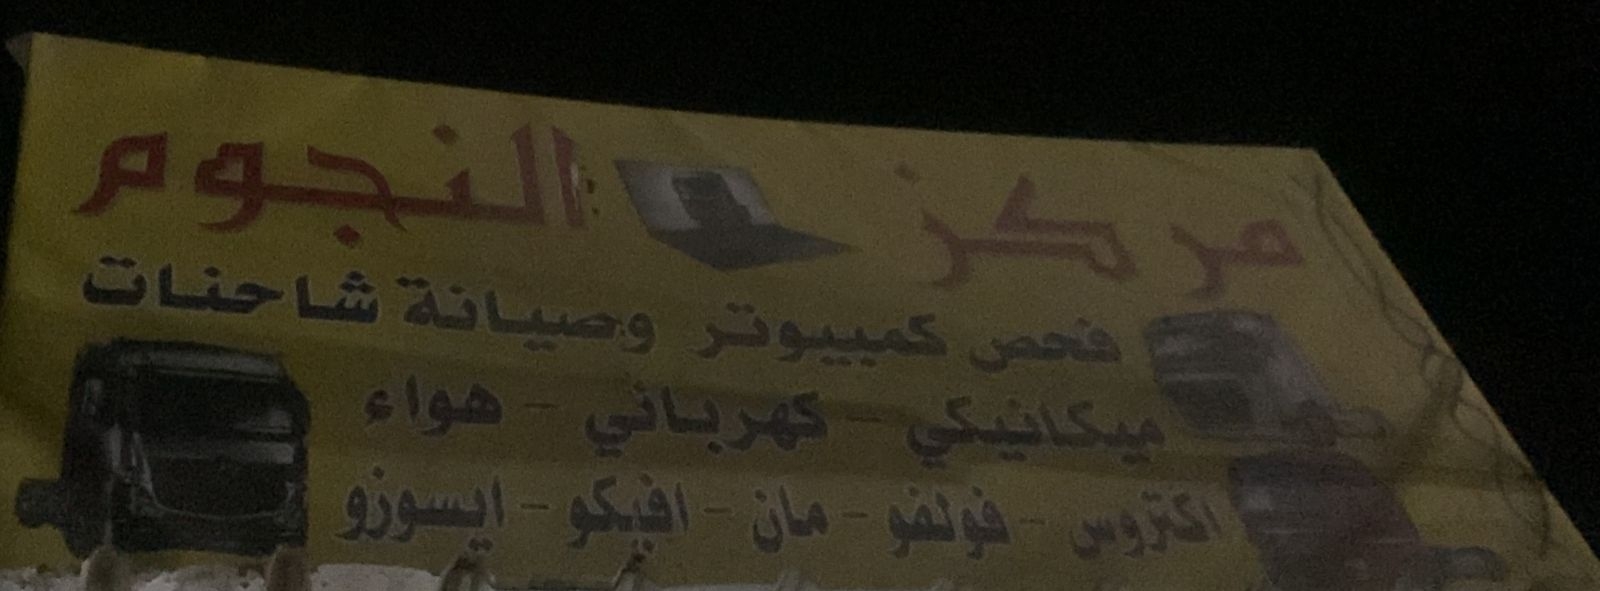 مركز النجوم
فحص كمبيوتر وصيانة شاحنات
ميكانيكي - كهربائي - هواء
اكتروس - فولفو - مان - افيكو - ايسوزو